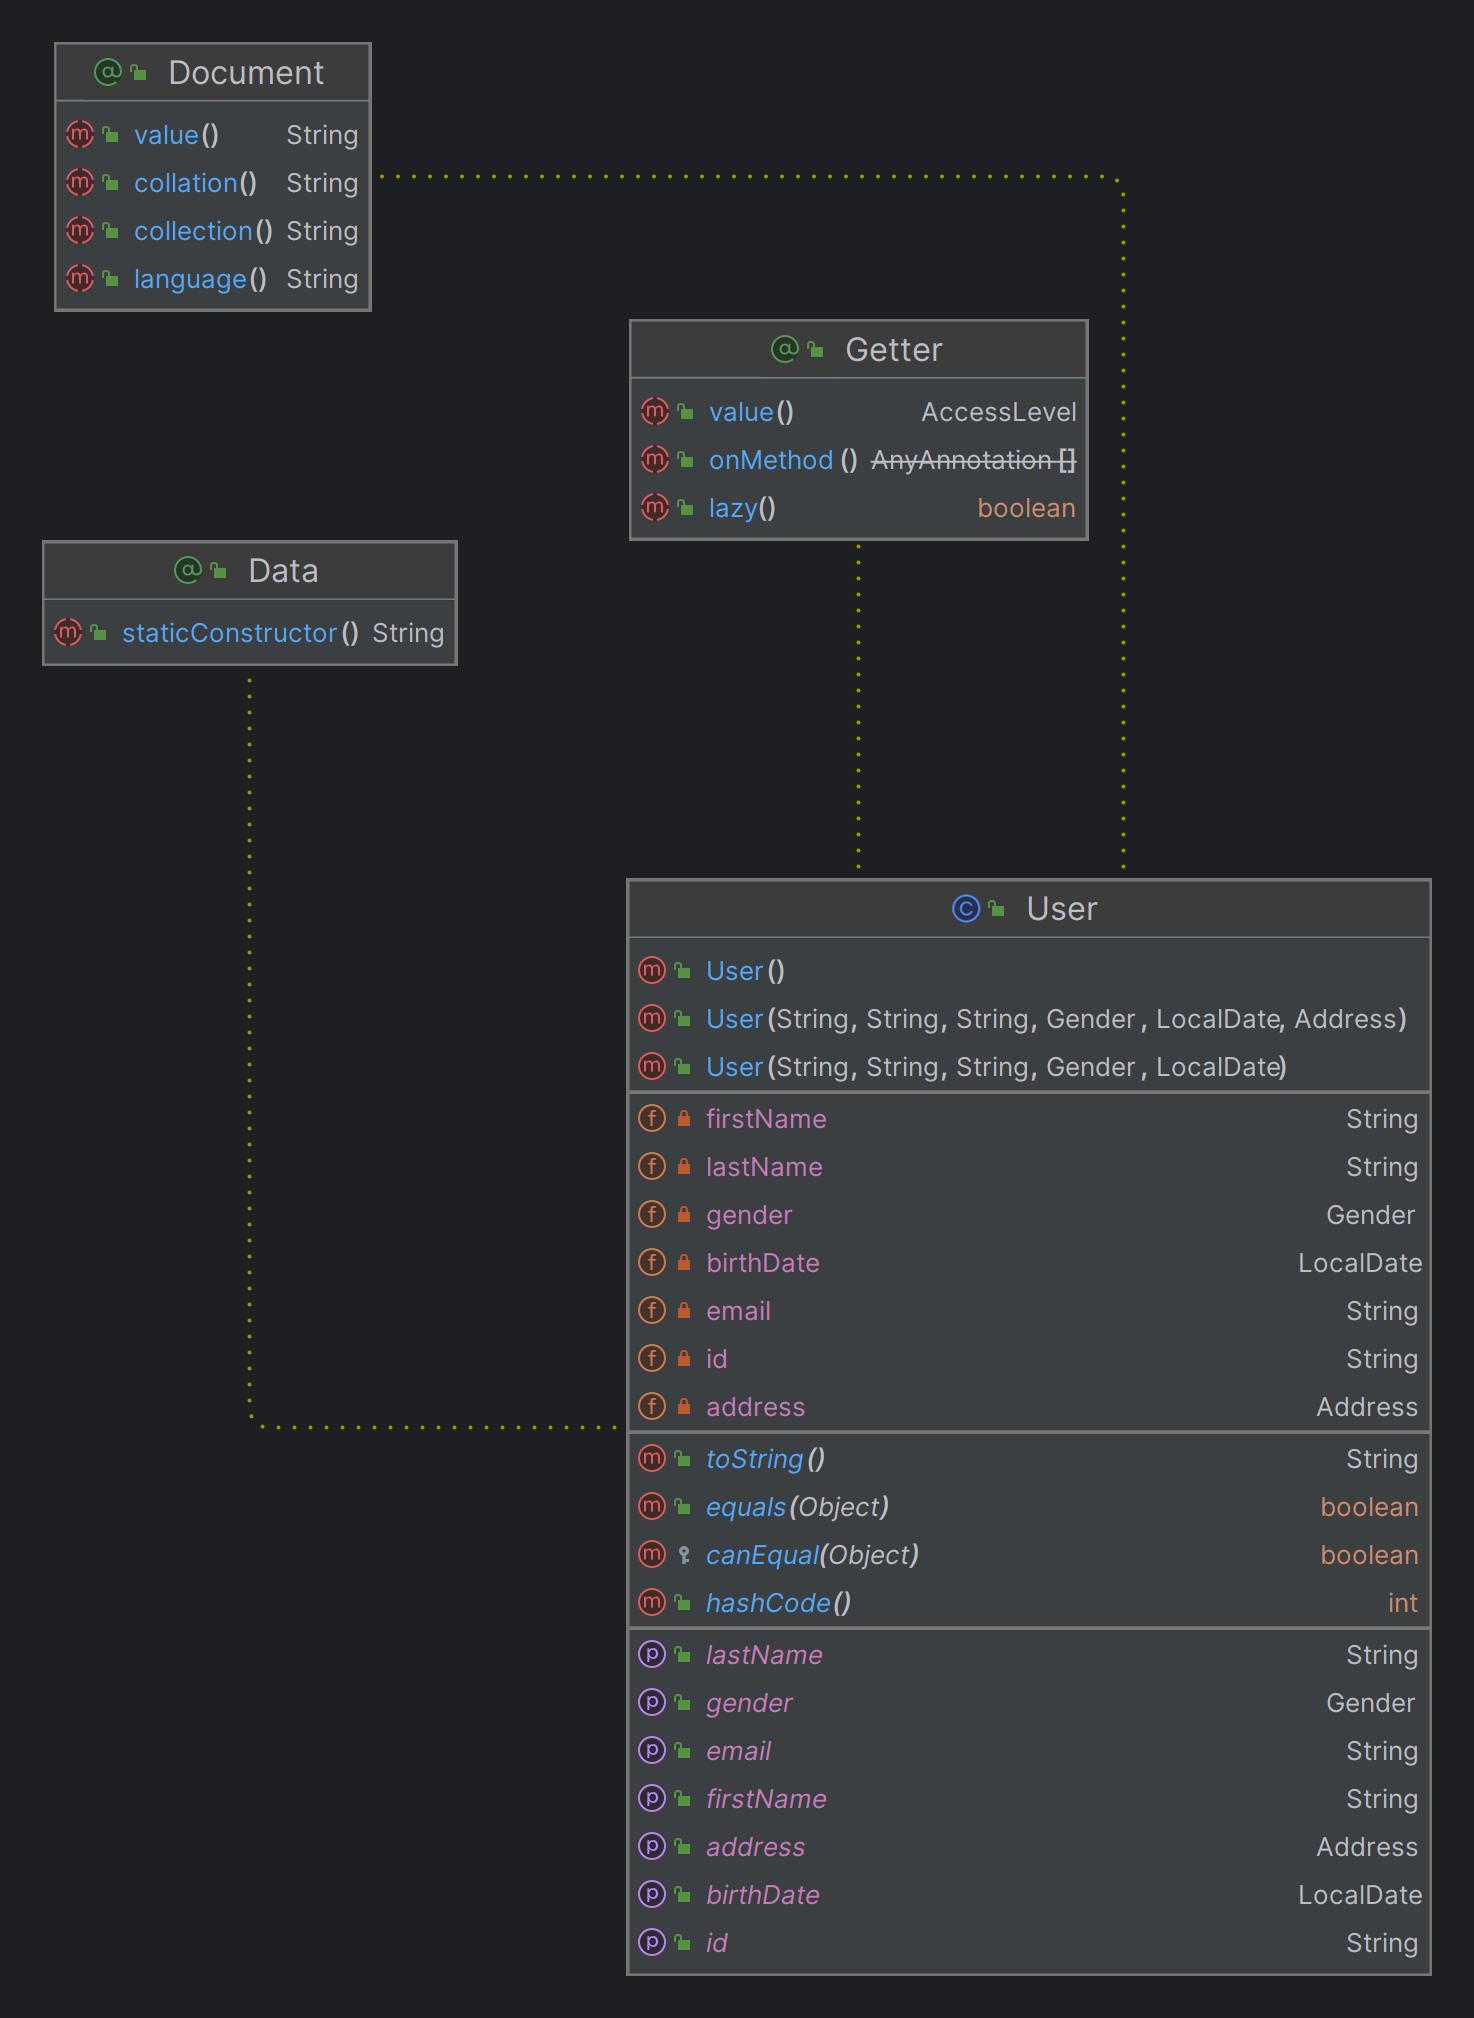 Document
value() String
collation() String
collection() String
language() String
Getter
value() AccessLevel
onMethod () AnyAnnotation []
lazy() boolean
Data
staticConstructor() String
User
User()
User(String, String, String, Gender, LocalDate, Address)
User(String, String, String, Gender, LocalDate)
firstName String
lastName String
gender Gender
birthDate LocalDate
email String
id String
address Address
toString() String
equals(Object) boolean
canEqual(Object) boolean
hashCode() int
lastName String
gender Gender
email String
firstName String
address Address
birthDate LocalDate
id String